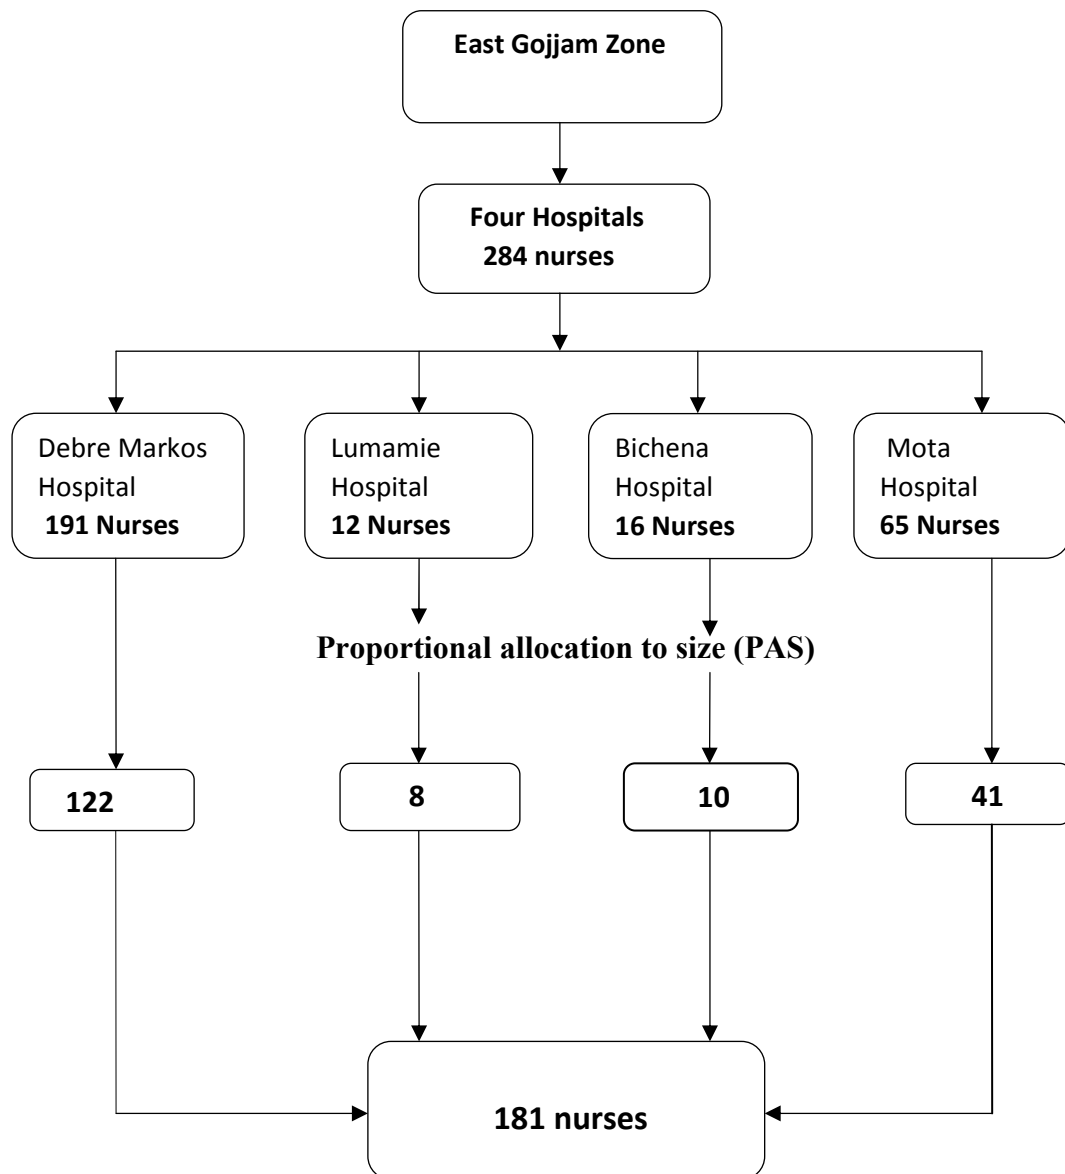 East Gojjam Zone
Four Hospitals
284 nurses
Debre Markos
Hospital
191 Nurses
Lumamie
Hospital
12 Nurses
Bichena
Hospital
16 Nurses
Mota
Hospital
65 Nurses
Proportional allocation to size (PAS)
122
8
10
41
181 nurses